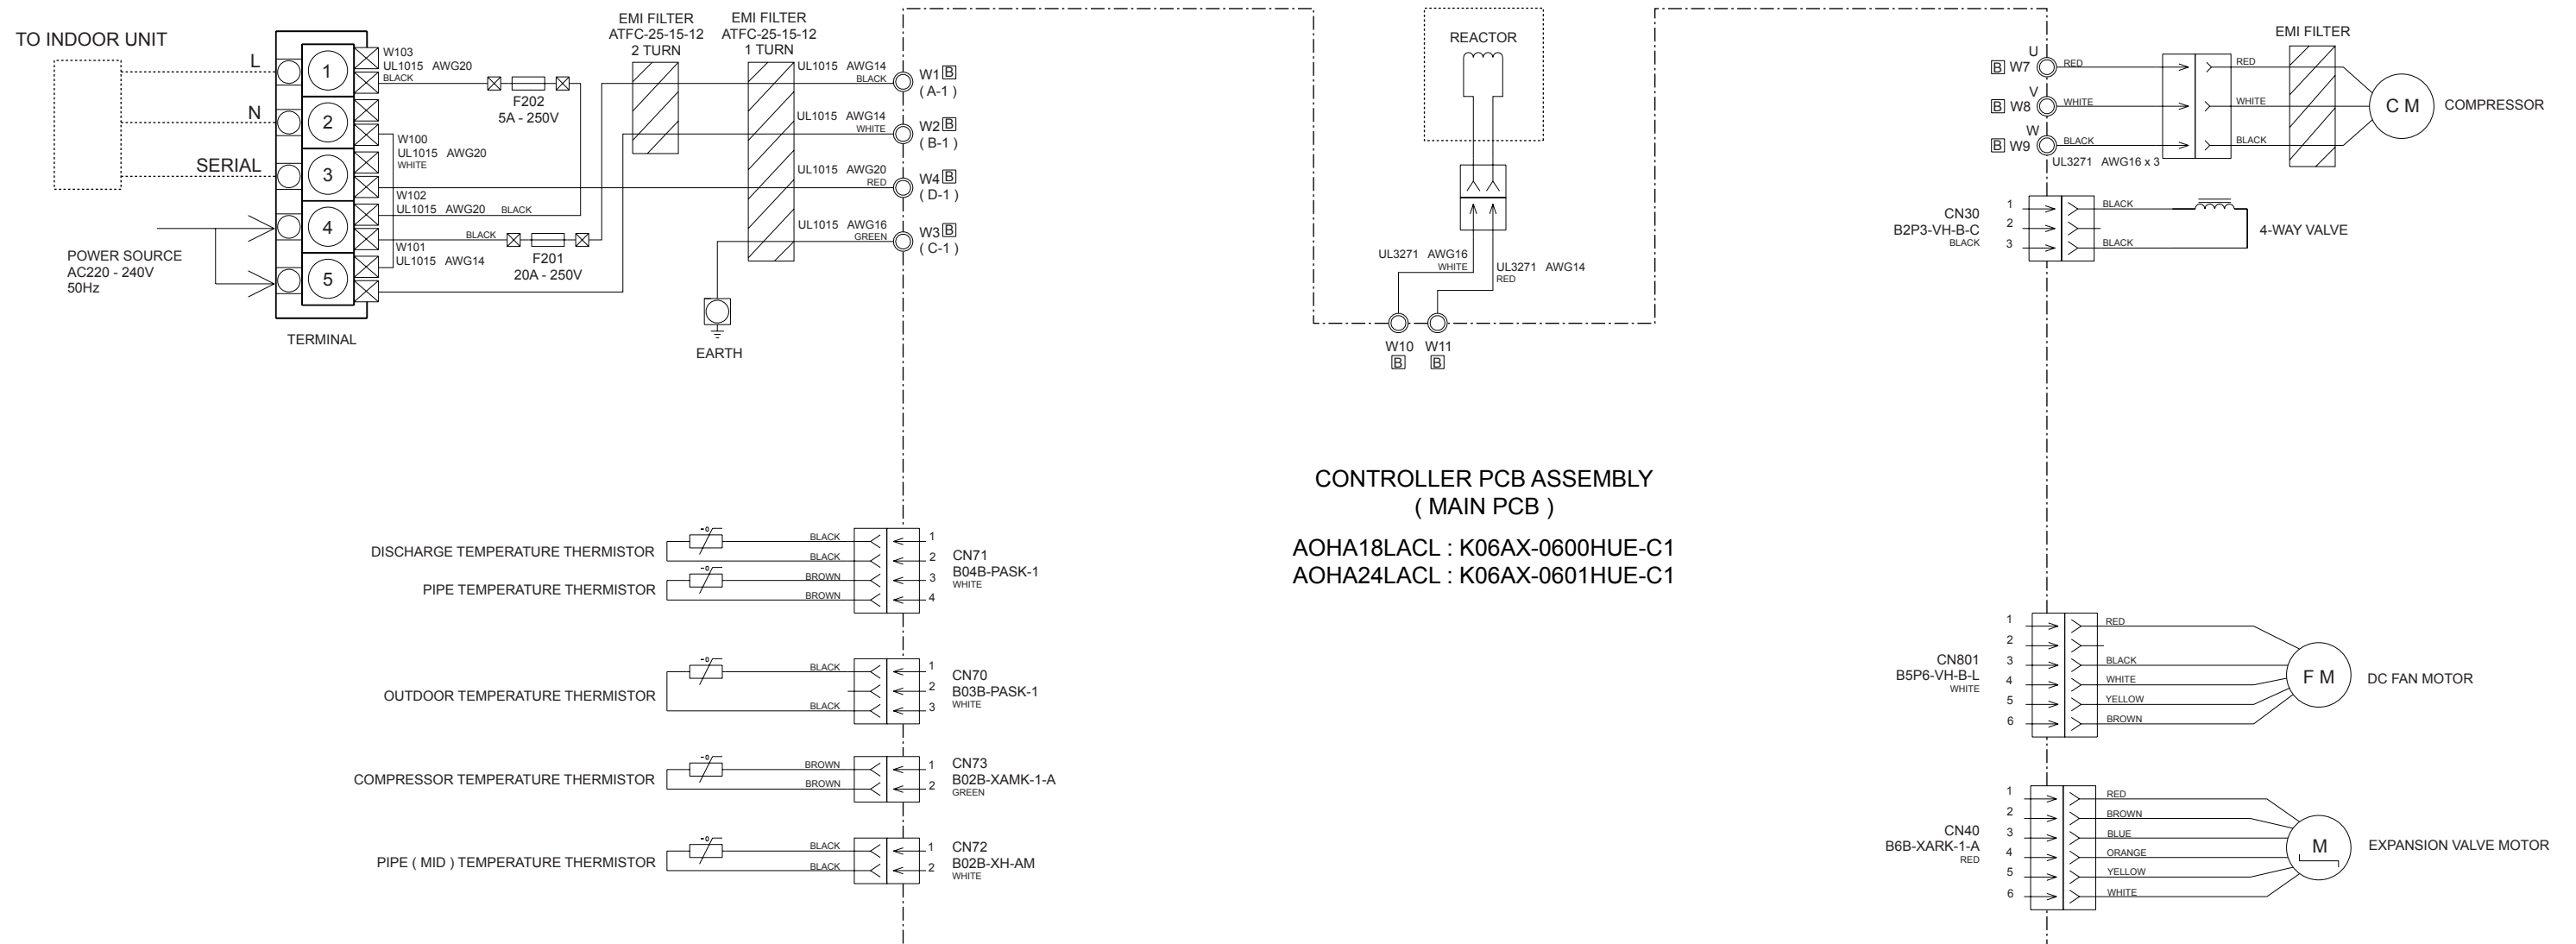 TO INDOOR UNIT
L
N
SERIAL
POWER SOURCE
AC220 - 240V
50Hz
1
2
3
4
5
TERMINAL
W103
UL1015 AWG20
BLACK
W100
UL1015 AWG20
WHITE
W102
UL1015 AWG20 BLACK
W101
UL1015 AWG14
BLACK
F202
5A - 250V
F201
20A - 250V
EMI FILTER
ATFC-25-15-12
2 TURN
EMI FILTER
ATFC-25-15-12
1 TURN
UL1015 AWG14
BLACK
W1 B
( A-1 )
UL1015 AWG14
WHITE
W2 B
( B-1 )
UL1015 AWG20
RED
W4 B
( D-1 )
UL1015 AWG16
GREEN
W3 B
( C-1 )
EARTH
REACTOR
UL3271 AWG16
WHITE
UL3271 AWG14
RED
W10 W11
B B
U
B W7 RED RED
V
B W8 WHITE WHITE
W
B W9 BLACK BLACK
UL3271 AWG16 x 3
EMI FILTER
C M
COMPRESSOR
CN30
B2P3-VH-B-C
BLACK
1 BLACK
2
3 BLACK
4-WAY VALVE
CONTROLLER PCB ASSEMBLY
( MAIN PCB )
AOHA18LACL : K06AX-0600HUE-C1
AOHA24LACL : K06AX-0601HUE-C1
DISCHARGE TEMPERATURE THERMISTOR
PIPE TEMPERATURE THERMISTOR
-θ
-θ
BLACK 1
BLACK 2
BROWN 3
BROWN 4
CN71
B04B-PASK-1
WHITE
OUTDOOR TEMPERATURE THERMISTOR
-θ
BLACK 1
2
BLACK 3
CN70
B03B-PASK-1
WHITE
COMPRESSOR TEMPERATURE THERMISTOR
-θ
BROWN 1
BROWN 2
CN73
B02B-XAMK-1-A
GREEN
PIPE ( MID ) TEMPERATURE THERMISTOR
-θ
BLACK 1
BLACK 2
CN72
B02B-XH-AM
WHITE
CN801
B5P6-VH-B-L
WHITE
1 RED
2
3 BLACK
4 WHITE
5 YELLOW
6 BROWN
F M
DC FAN MOTOR
CN40
B6B-XARK-1-A
RED
1 RED
2 BROWN
3 BLUE
4 ORANGE
5 YELLOW
6 WHITE
M
EXPANSION VALVE MOTOR